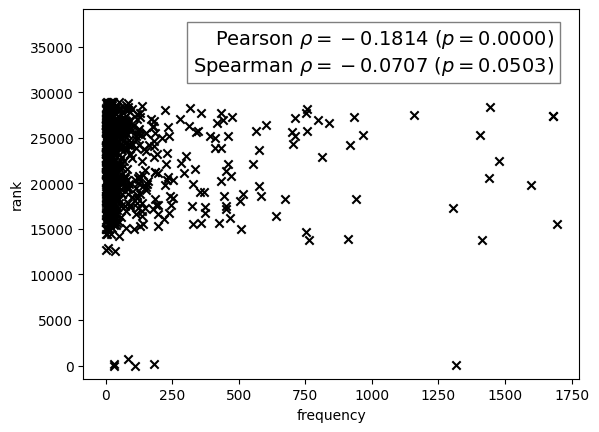 Pearson ρ = −0.1814 (p = 0.0000)
Spearman ρ = −0.0707 (p = 0.0503)
35000
30000
25000
20000
15000
10000
5000
0
rank
0 250 500 750 1000 1250 1500 1750
frequency